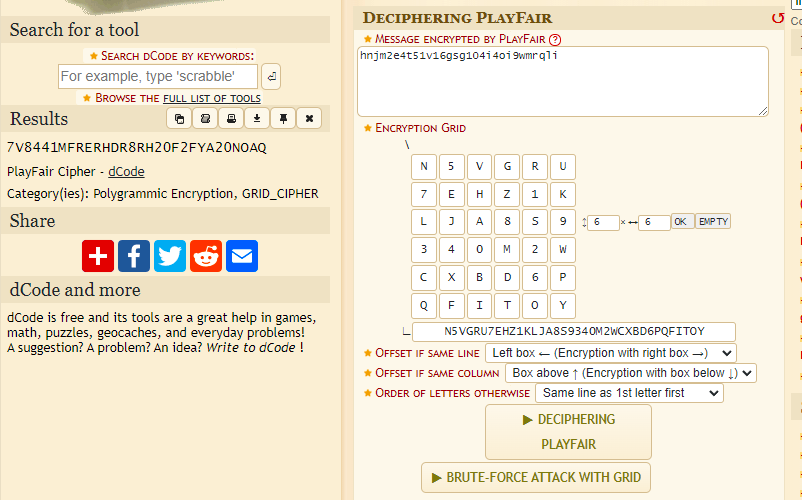 Search for a tool
★ Search dCode by keywords:
For example, type 'scrabble'
★ Browse the full list of tools
Results
7V8441MFRERHDR8RH20F2FYA20NOAQ
PlayFair Cipher - dCode
Category(ies): Polygrammic Encryption, GRID_CIPHER
Share
dCode and more
dCode is free and its tools are a great help in games,
math, puzzles, geocaches, and everyday problems!
A suggestion? A problem? An idea? Write to dCode !
Deciphering PlayFair
★ Message encrypted by PlayFair ?
hnjm2e4t51v16gsg104i4oi9wmrqli
★ Encryption Grid
\
N 5 V G R U
7 E H Z 1 K
L J A 8 S 9
↕ 6 × ↔ 6 OK EMPTY
3 4 0 M 2 W
C X B D 6 P
Q F I T O Y
N5VGRU7EHZ1KLJA8S9340M2WCXBD6PQFITOY
★ Offset if same line Left box ← (Encryption with right box →)
★ Offset if same column Box above ↑ (Encryption with box below ↓)
★ Order of letters otherwise Same line as 1st letter first
▶ DECIPHERING
PLAYFAIR
▶ BRUTE-FORCE ATTACK WITH GRID